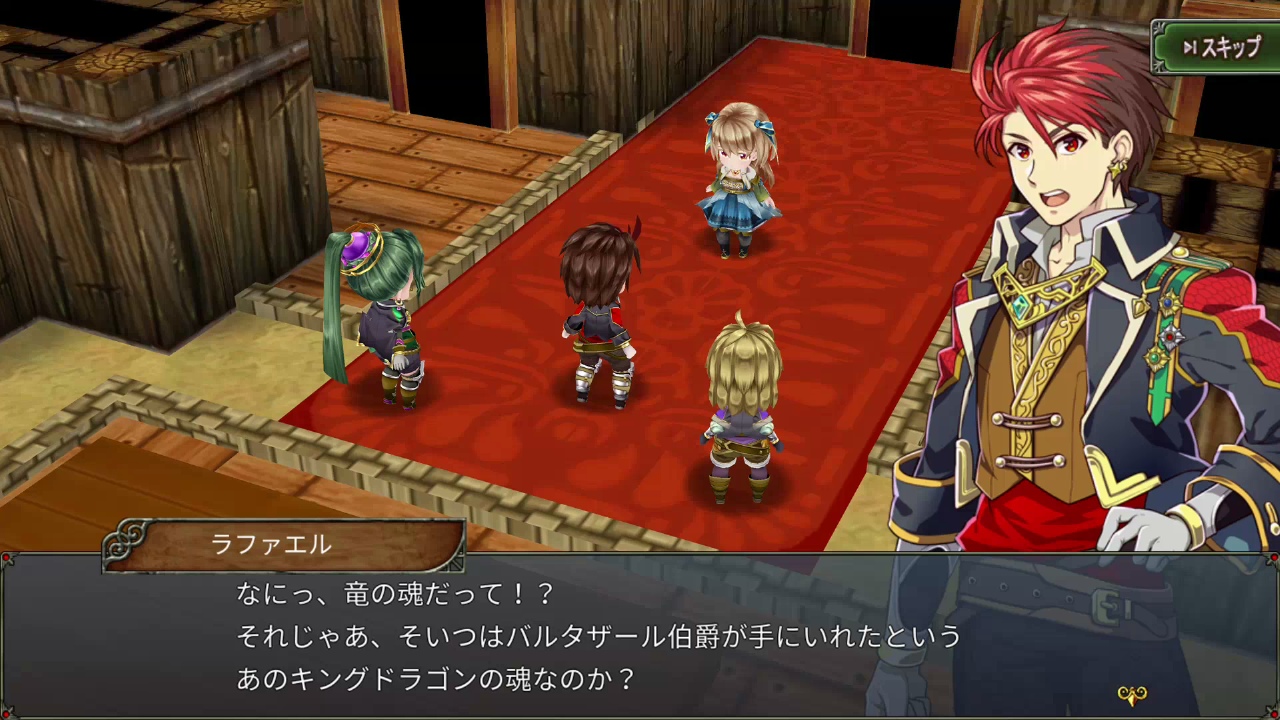 スキップ
ラファエル
なにっ、竜の魂だって！？
それじゃあ、そいつはバルタザール伯爵が手にいれたという
あのキングドラゴンの魂なのか？